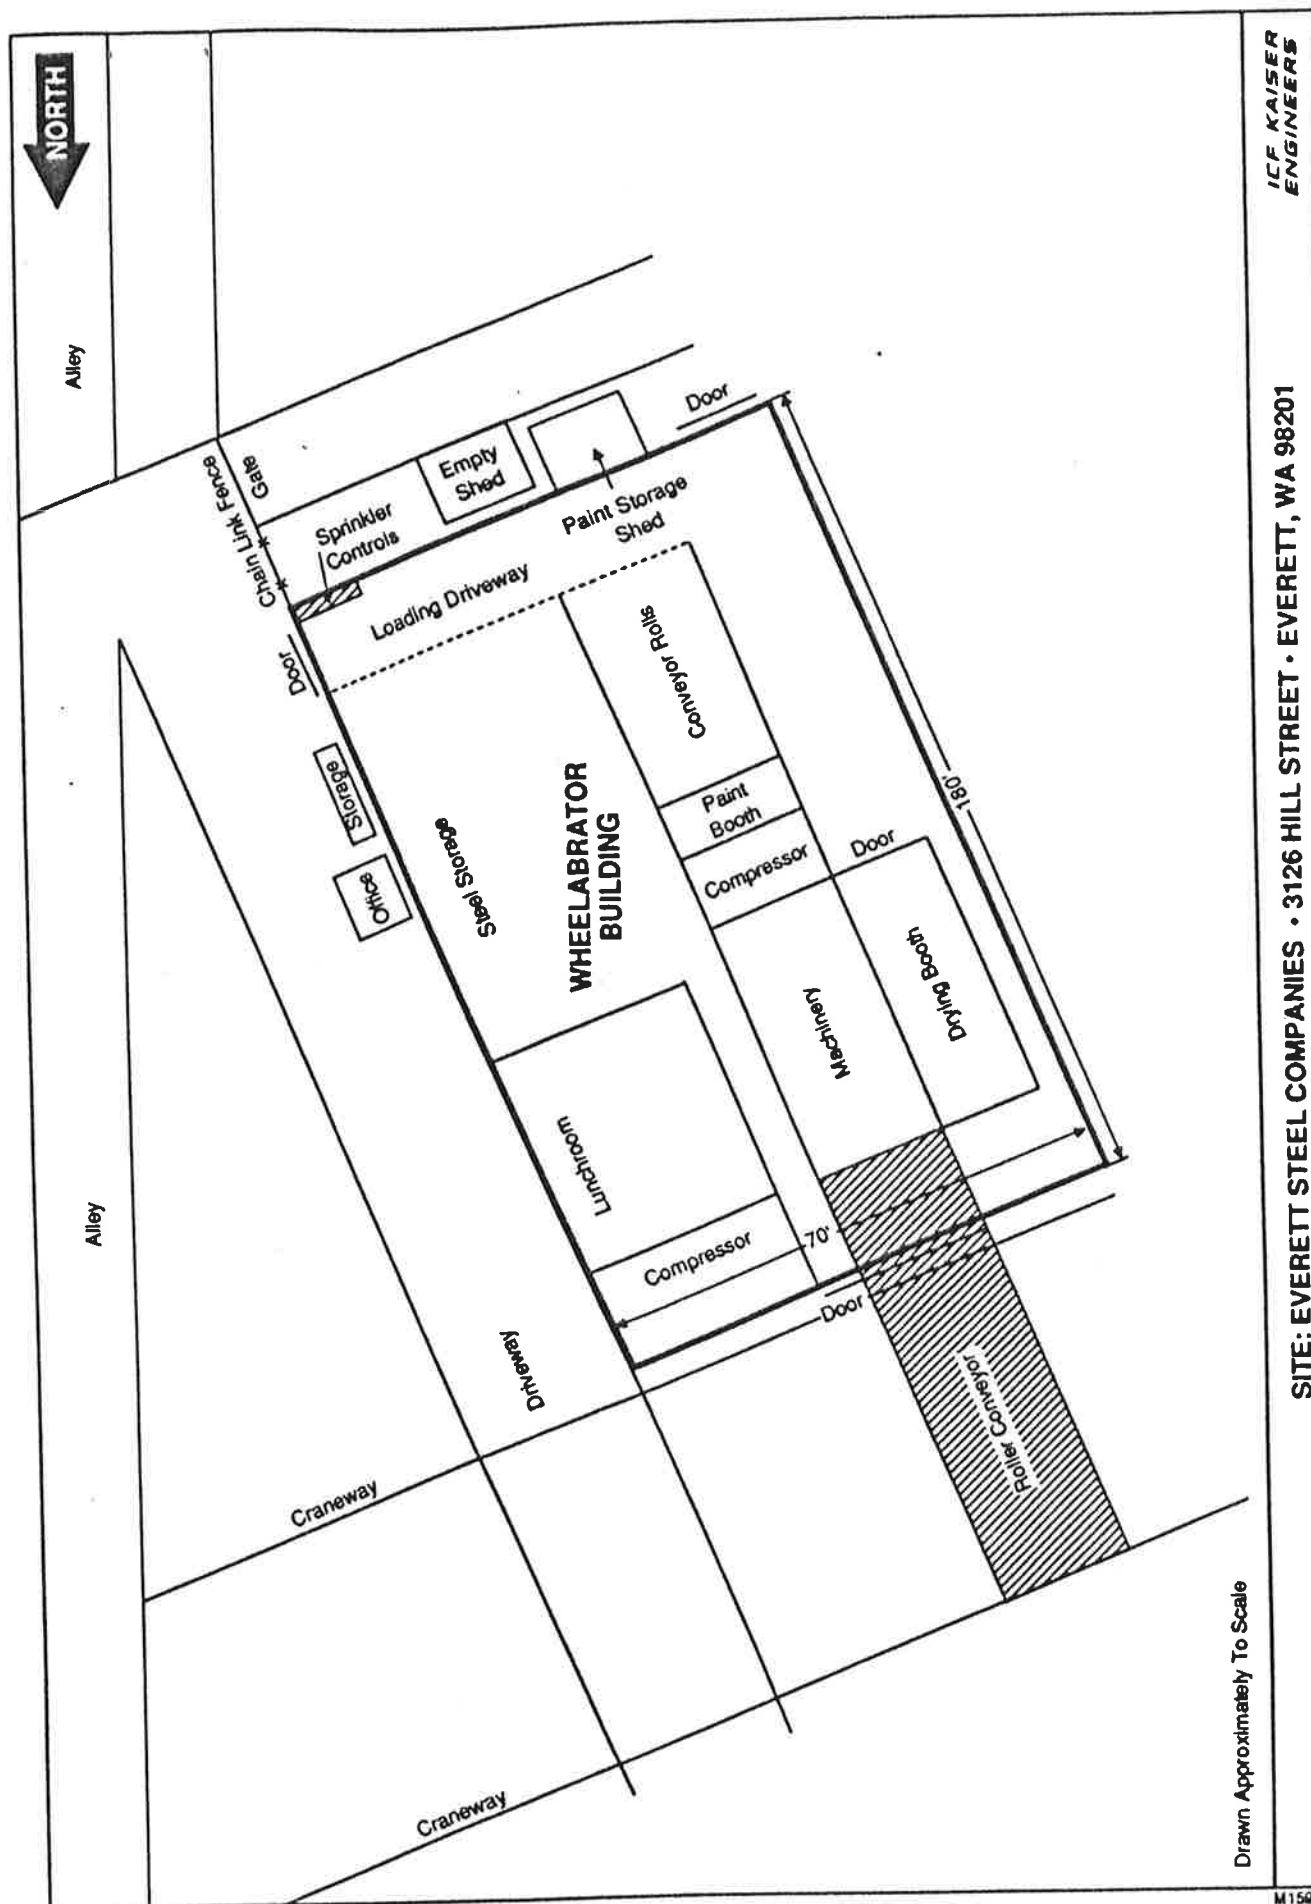 NORTH
Alley
Alley
Chain Link Fence
Gate
Sprinkler
Controls
Empty
Shed
Paint Storage
Shed
Door
Loading Driveway
Door
Storage
Office
Steel Storage
WHEELABRATOR
BUILDING
Conveyor Rolls
Paint
Booth
Compressor
Door
Machinery
Drying Booth
Lunchroom
Compressor
70'
180'
Door
Driveway
Roller Conveyor
Craneway
Craneway
Drawn Approximately To Scale
ICF KAISER
ENGINEERS
SITE: EVERETT STEEL COMPANIES • 3126 HILL STREET • EVERETT, WA 98201